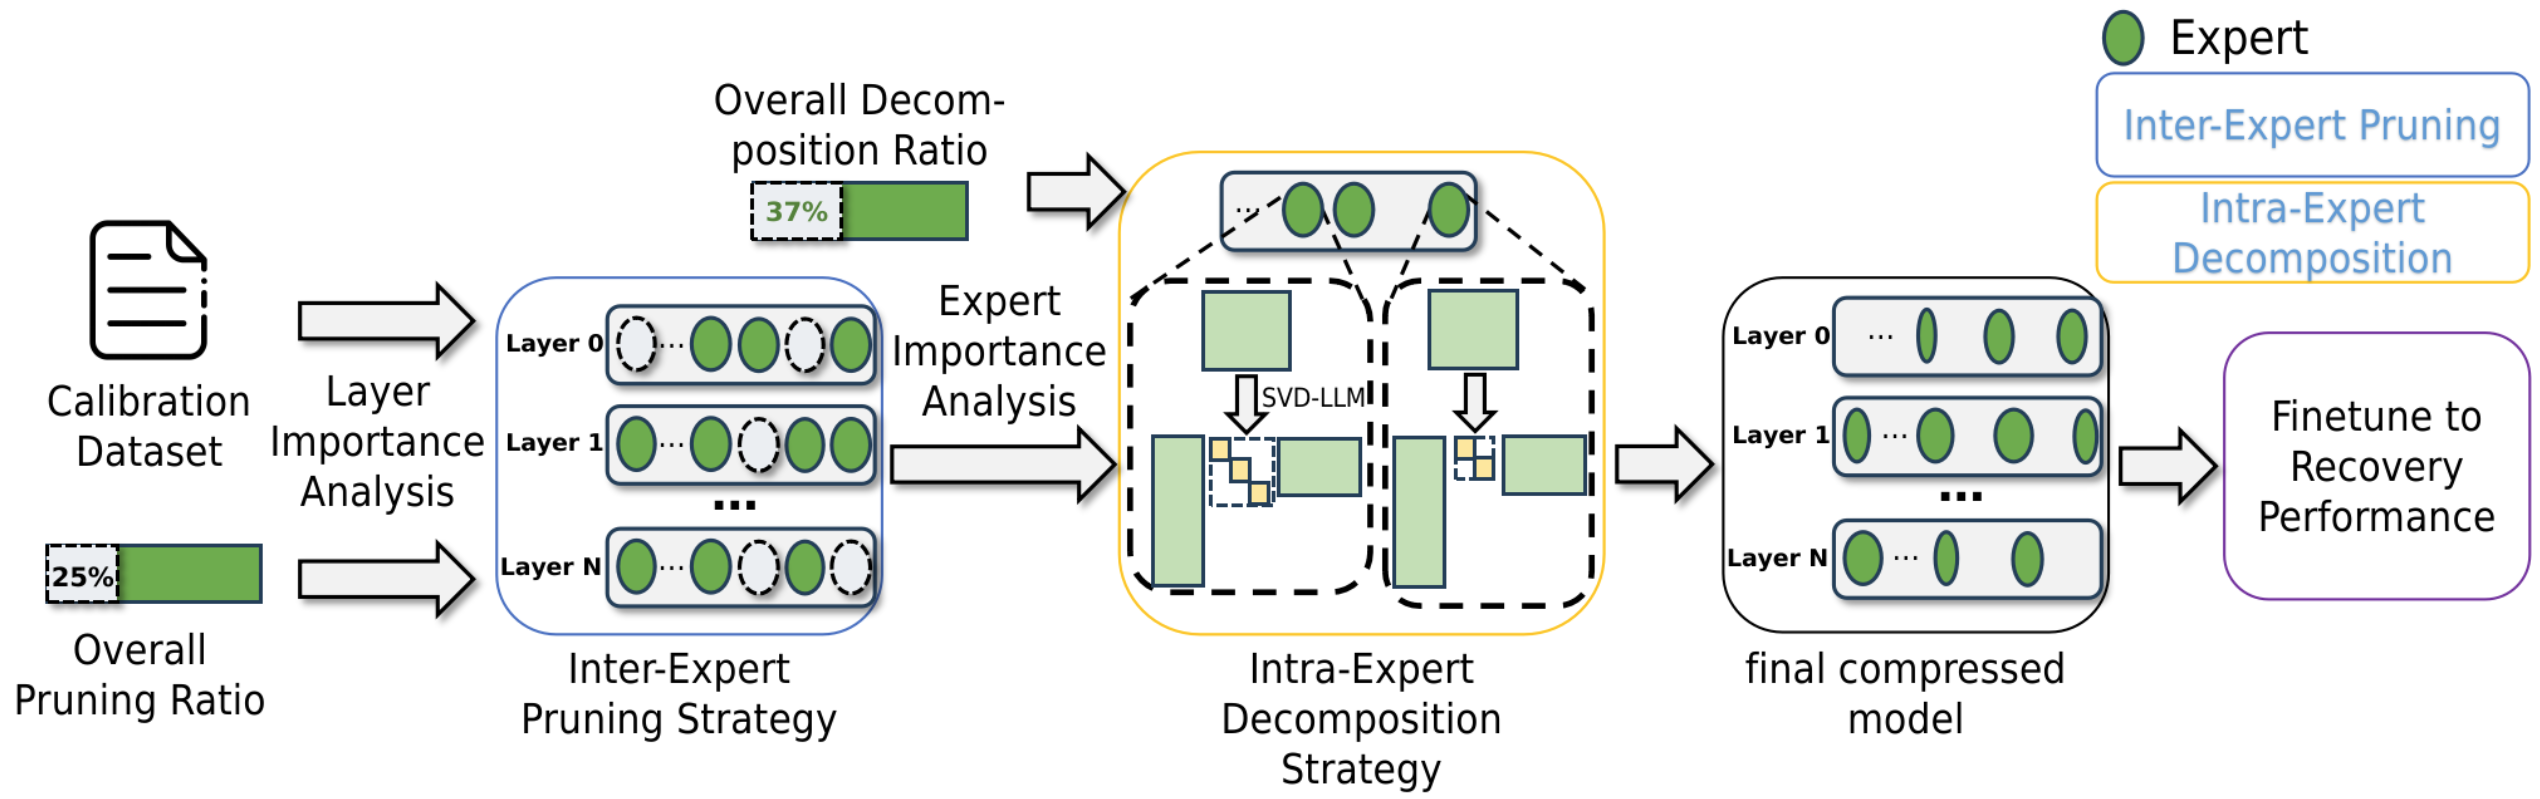 Expert
Inter-Expert Pruning
Intra-Expert
Decomposition
Overall Decom-
position Ratio
37%
Calibration
Dataset
25%
Overall
Pruning Ratio
Layer
Importance
Analysis
Layer 0
...
Layer 1
...
...
Layer N
...
Inter-Expert
Pruning Strategy
Expert
Importance
Analysis
...
SVD-LLM
Intra-Expert
Decomposition
Strategy
Layer 0
...
Layer 1
...
...
Layer N
...
final compressed
model
Finetune to
Recovery
Performance